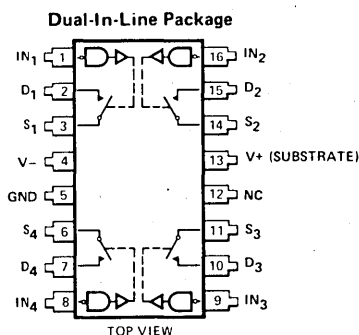 Dual-In-Line Package
IN1 1 16 IN2
D1 2 15 D2
S1 3 14 S2
V- 4 13 V+ (SUBSTRATE)
GND 5 12 NC
S4 6 11 S3
D4 7 10 D3
IN4 8 9 IN3
TOP VIEW